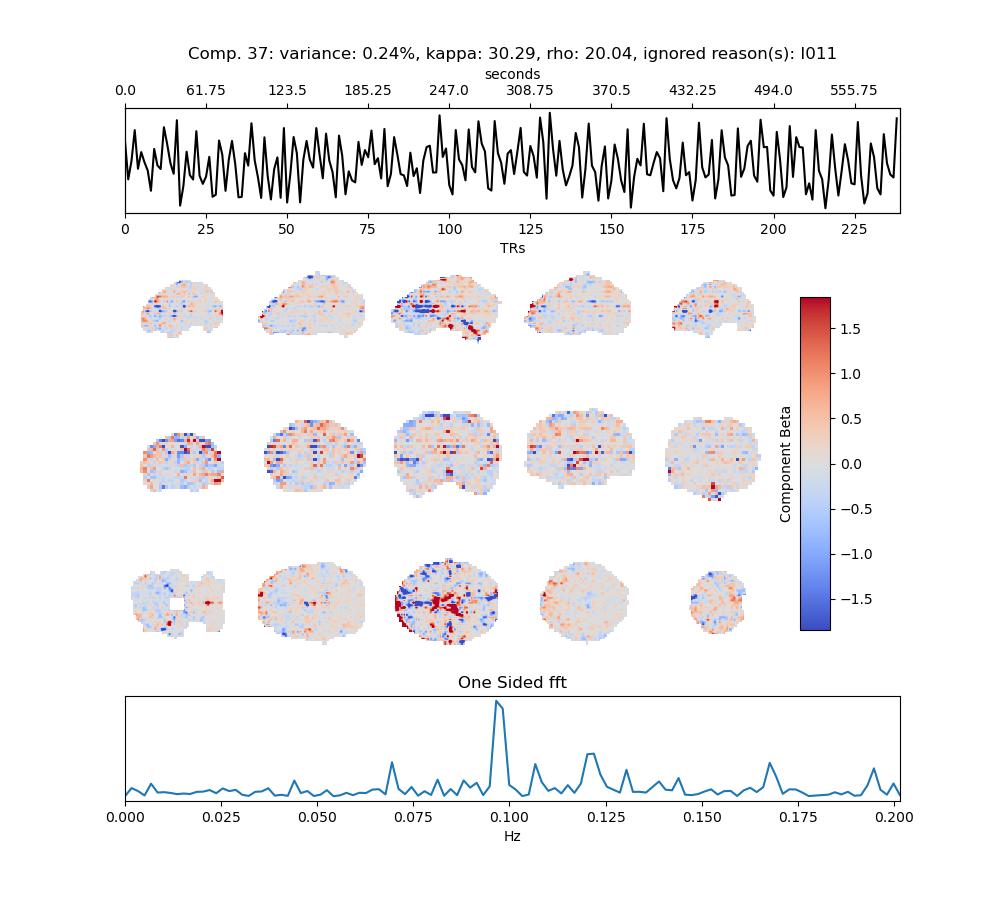 Comp. 37: variance: 0.24%, kappa: 30.29, rho: 20.04, ignored reason(s): I011
seconds
0.0 61.75 123.5 185.25 247.0 308.75 370.5 432.25 494.0 555.75
0 25 50 75 100 125 150 175 200 225
TRs
Component Beta
1.5
1.0
0.5
0.0
−0.5
−1.0
−1.5
One Sided fft
0.000 0.025 0.050 0.075 0.100 0.125 0.150 0.175 0.200
Hz